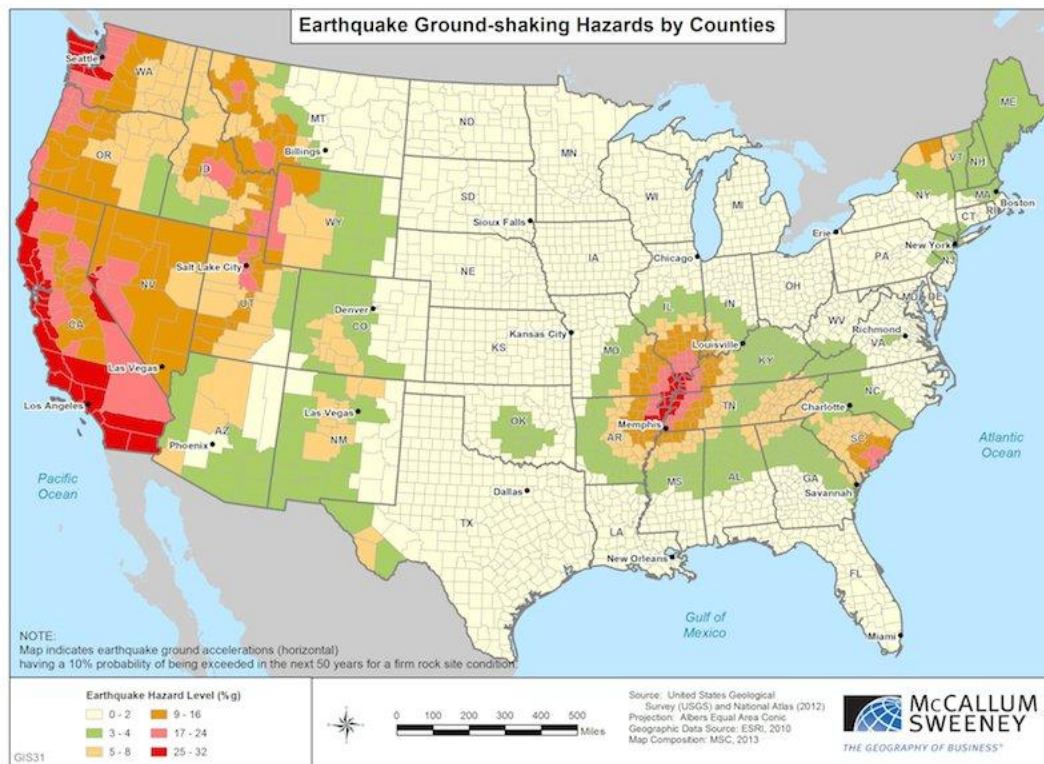 Earthquake Ground-shaking Hazards by Counties
Seattle
WA
MT
ND
MN
ME
Billings
OR
ID
VT
NH
WI
MI
NY
MA
Boston
SD
WY
Sioux Falls
CT
RI
Erie
New York
IA
Chicago
PA
NJ
NE
Salt Lake City
NV
UT
OH
IN
IL
MD
DE
Denver
CO
CA
WV
Richmond
VA
Kansas City
KS
MO
Louisville
KY
Las Vegas
Los Angeles
Las Vegas
NC
OK
TN
Charlotte
AZ
NM
AR
Memphis
SC
Phoenix
Atlantic
Ocean
Pacific
Ocean
MS
AL
GA
Savannah
Dallas
TX
LA
New Orleans
FL
Gulf of
Mexico
Miami
NOTE:
Map indicates earthquake ground accelerations (horizontal)
having a 10% probability of being exceeded in the next 50 years for a firm rock site condition.
Earthquake Hazard Level (%g)
0 - 2
9 - 16
3 - 4
17 - 24
5 - 8
25 - 32
GIS31
0 100 200 300 400 500
Miles
Source: United States Geological
Survey (USGS) and National Atlas (2012)
Projection: Albers Equal Area Conic
Geographic Data Source: ESRI, 2010
Map Composition: MSC, 2013
McCALLUM
SWEENEY
THE GEOGRAPHY OF BUSINESS®